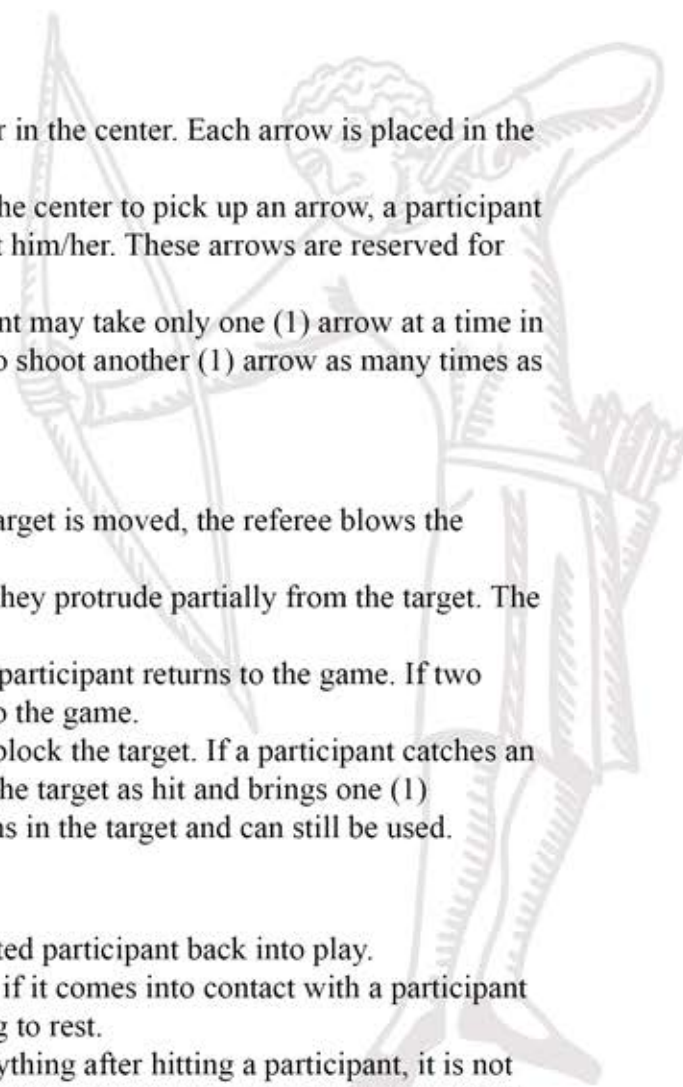 r in the center. Each arrow is placed in the
he center to pick up an arrow, a participant
t him/her. These arrows are reserved for
nt may take only one (1) arrow at a time in
o shoot another (1) arrow as many times as
arget is moved, the referee blows the
hey protrude partially from the target. The
participant returns to the game. If two
o the game.
block the target. If a participant catches an
he target as hit and brings one (1)
ns in the target and can still be used.
ted participant back into play.
if it comes into contact with a participant
g to rest.
ything after hitting a participant, it is not